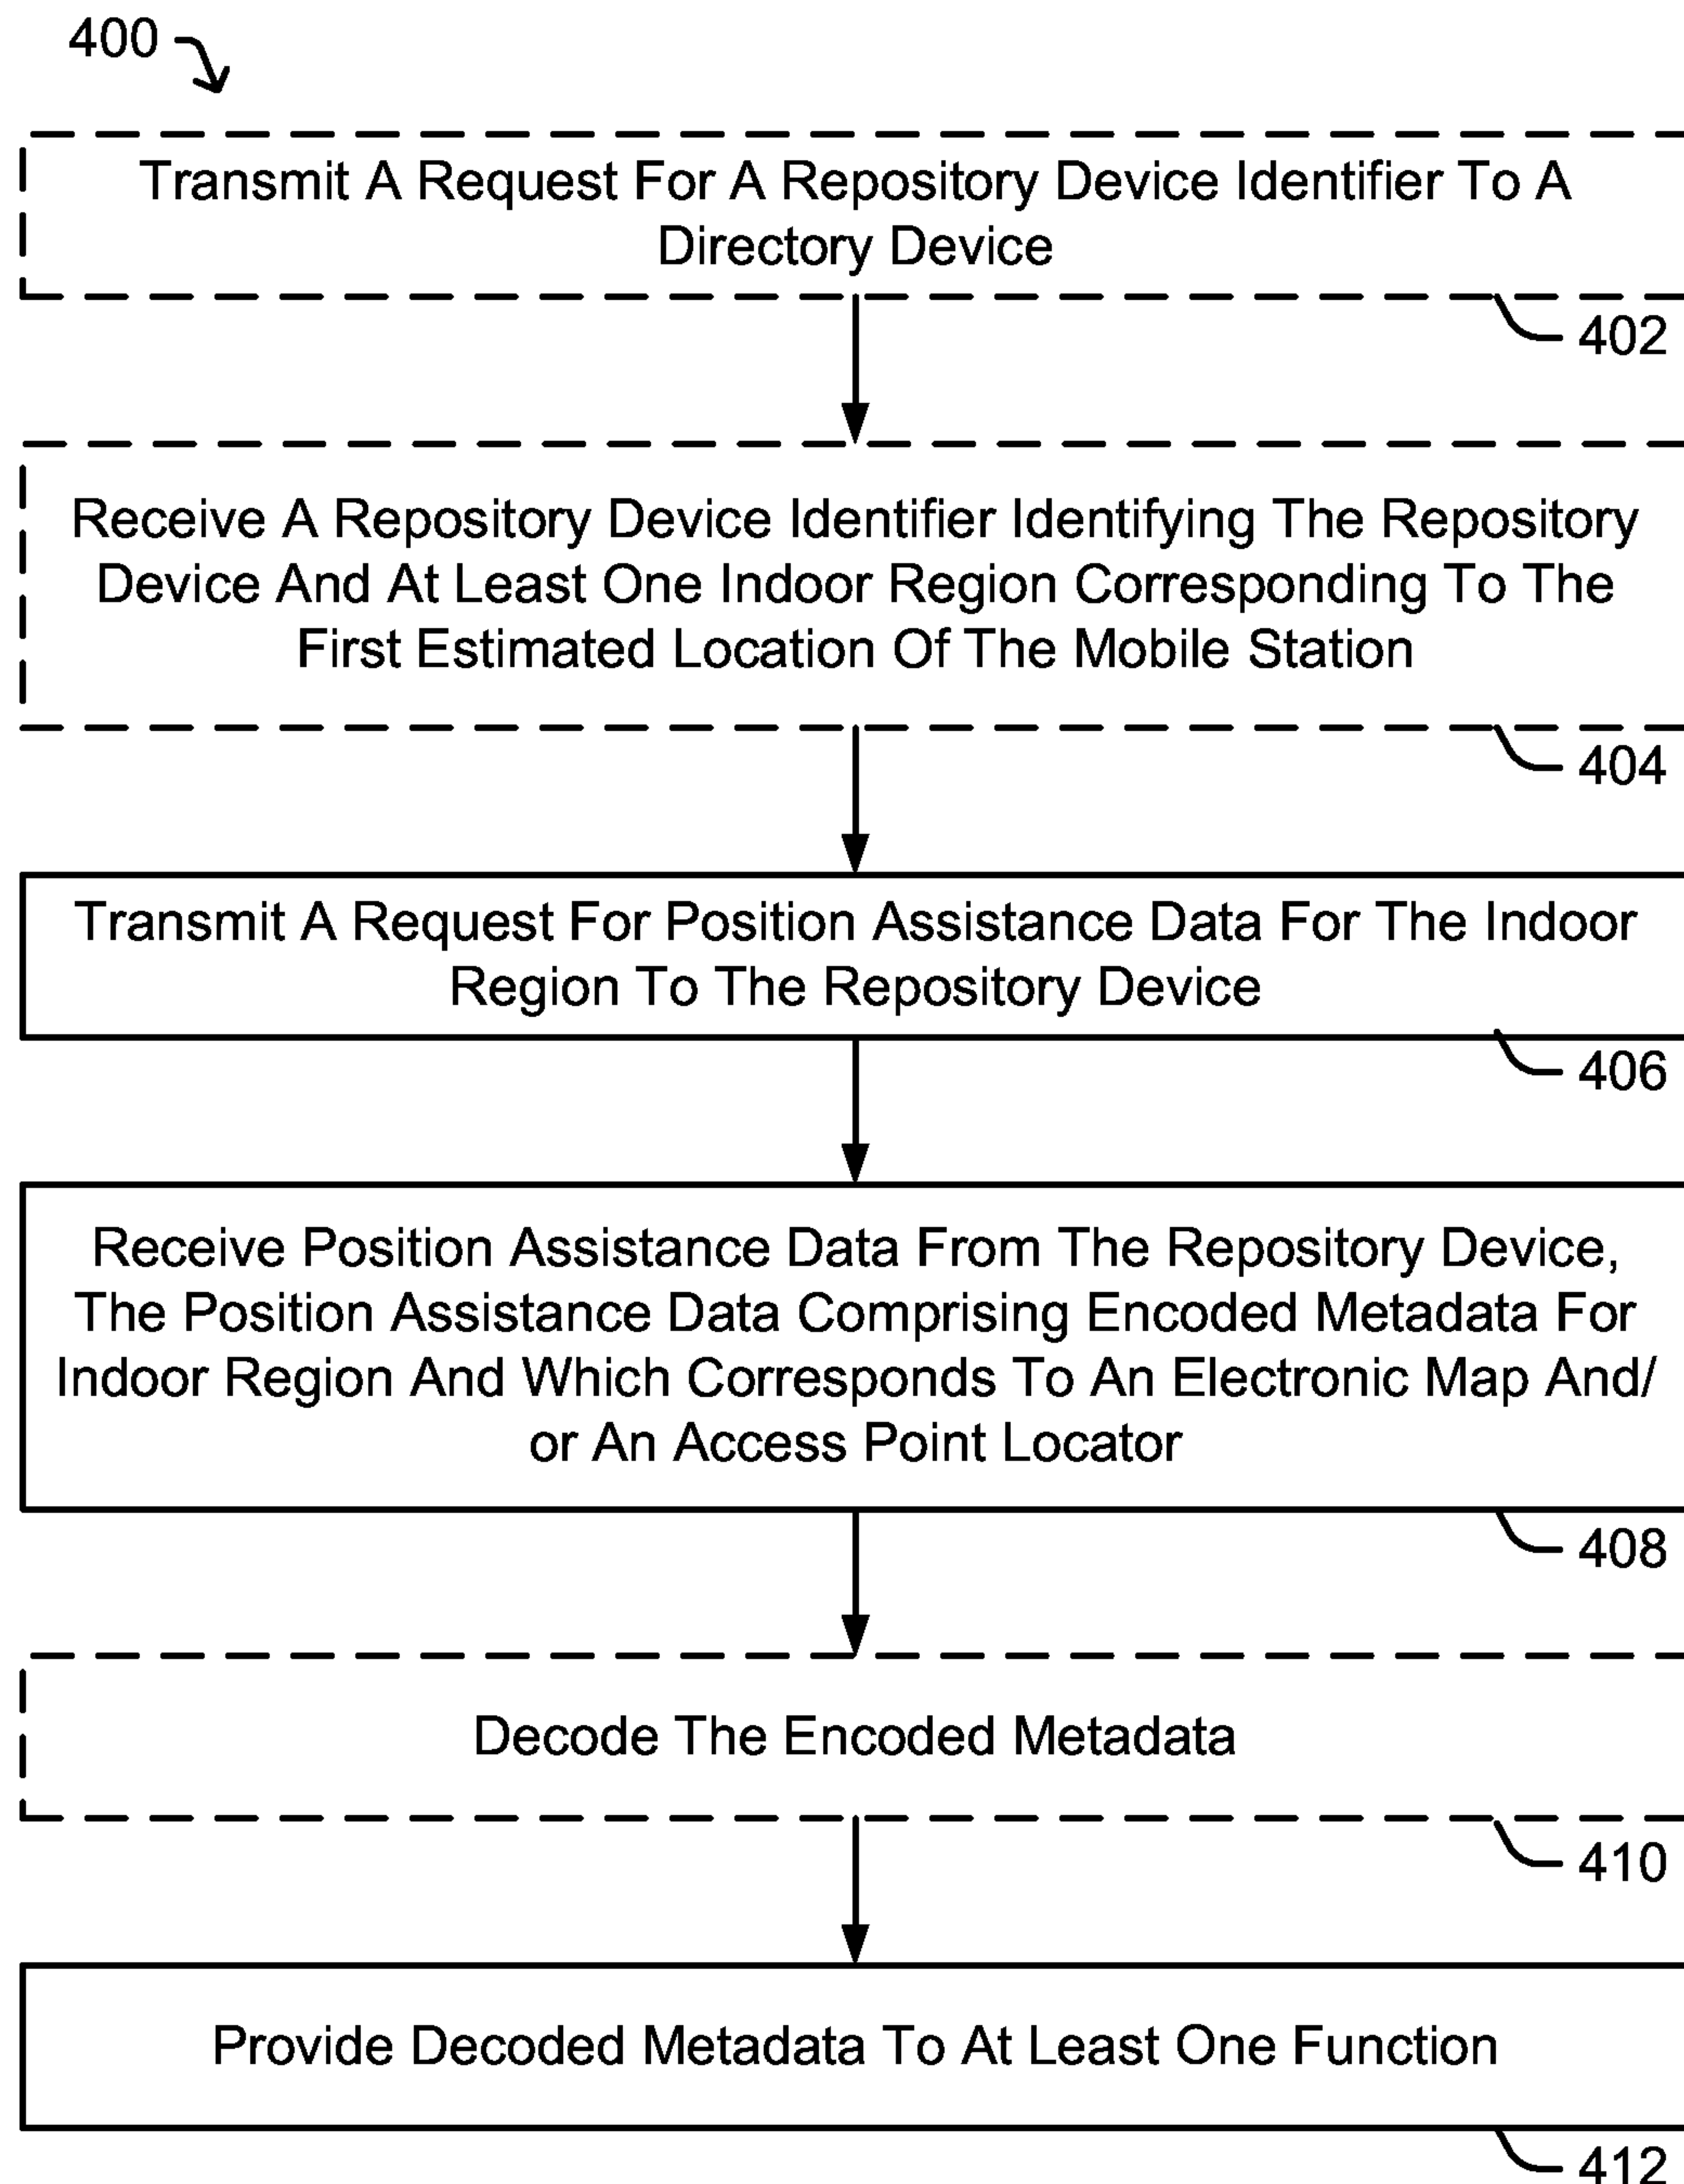 400
Transmit A Request For A Repository Device Identifier To A
Directory Device
402
Receive A Repository Device Identifier Identifying The Repository
Device And At Least One Indoor Region Corresponding To The
First Estimated Location Of The Mobile Station
404
Transmit A Request For Position Assistance Data For The Indoor
Region To The Repository Device
406
Receive Position Assistance Data From The Repository Device,
The Position Assistance Data Comprising Encoded Metadata For
Indoor Region And Which Corresponds To An Electronic Map And/
or An Access Point Locator
408
Decode The Encoded Metadata
410
Provide Decoded Metadata To At Least One Function
412